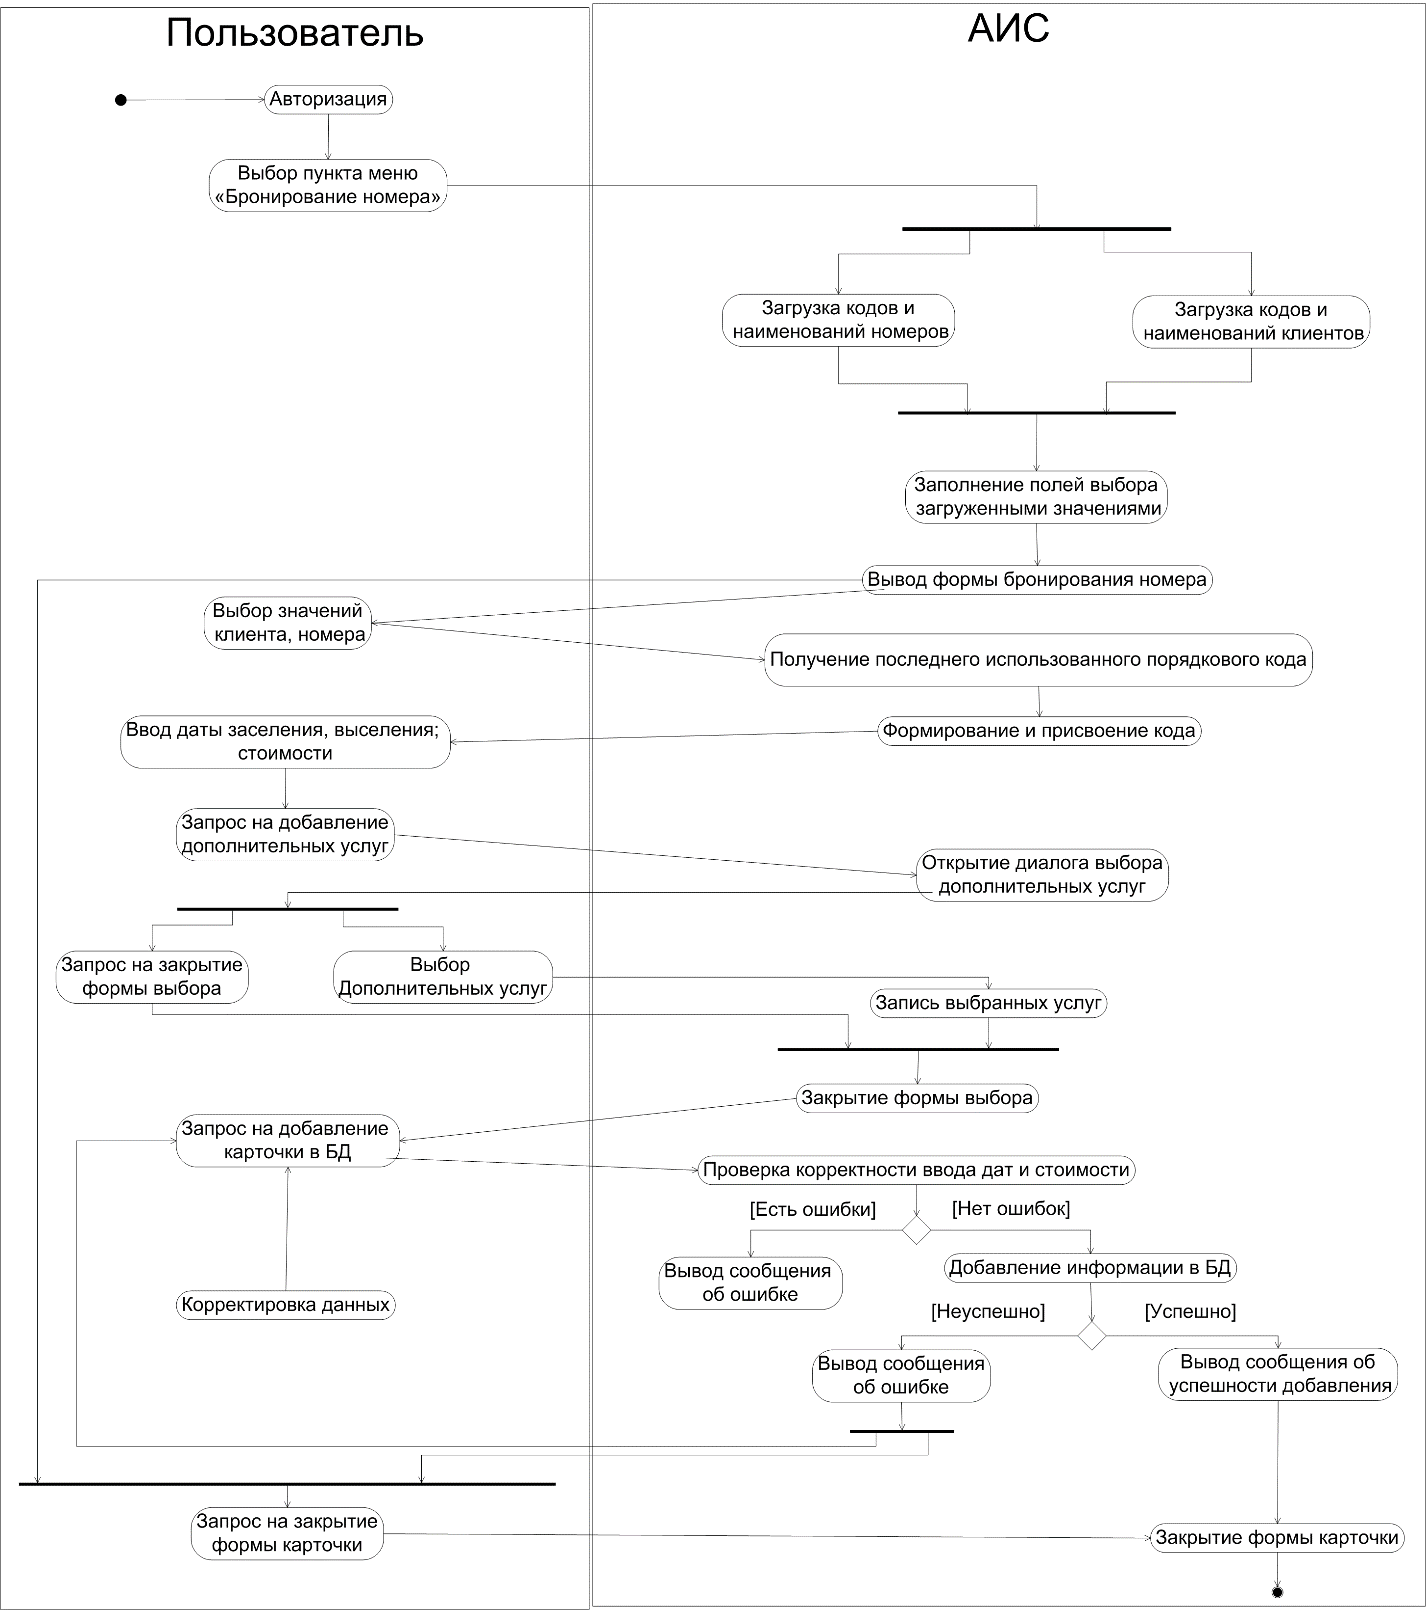 Пользователь
АИС
Авторизация
Выбор пункта меню
«Бронирование номера»
Загрузка кодов и
наименований номеров
Загрузка кодов и
наименований клиентов
Заполнение полей выбора
загруженными значениями
Вывод формы бронирования номера
Выбор значений
клиента, номера
Получение последнего использованного порядкового кода
Формирование и присвоение кода
Ввод даты заселения, выселения;
стоимости
Запрос на добавление
дополнительных услуг
Открытие диалога выбора
дополнительных услуг
Запрос на закрытие
формы выбора
Выбор
Дополнительных услуг
Запись выбранных услуг
Закрытие формы выбора
Запрос на добавление
карточки в БД
Проверка корректности ввода дат и стоимости
[Есть ошибки]
[Нет ошибок]
Вывод сообщения
об ошибке
Добавление информации в БД
Корректировка данных
[Неуспешно]
[Успешно]
Вывод сообщения
об ошибке
Вывод сообщения об
успешности добавления
Запрос на закрытие
формы карточки
Закрытие формы карточки